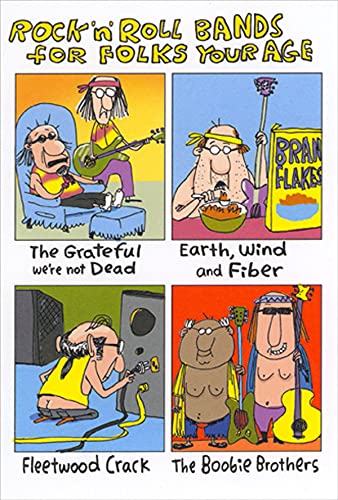 Rock 'n' Roll BANDS
foR FoLKS YouR AGE
The Grateful
we're not Dead
BRAN
FLAKES
Earth, Wind
and Fiber
Fleetwood Crack
The Boobie Brothers